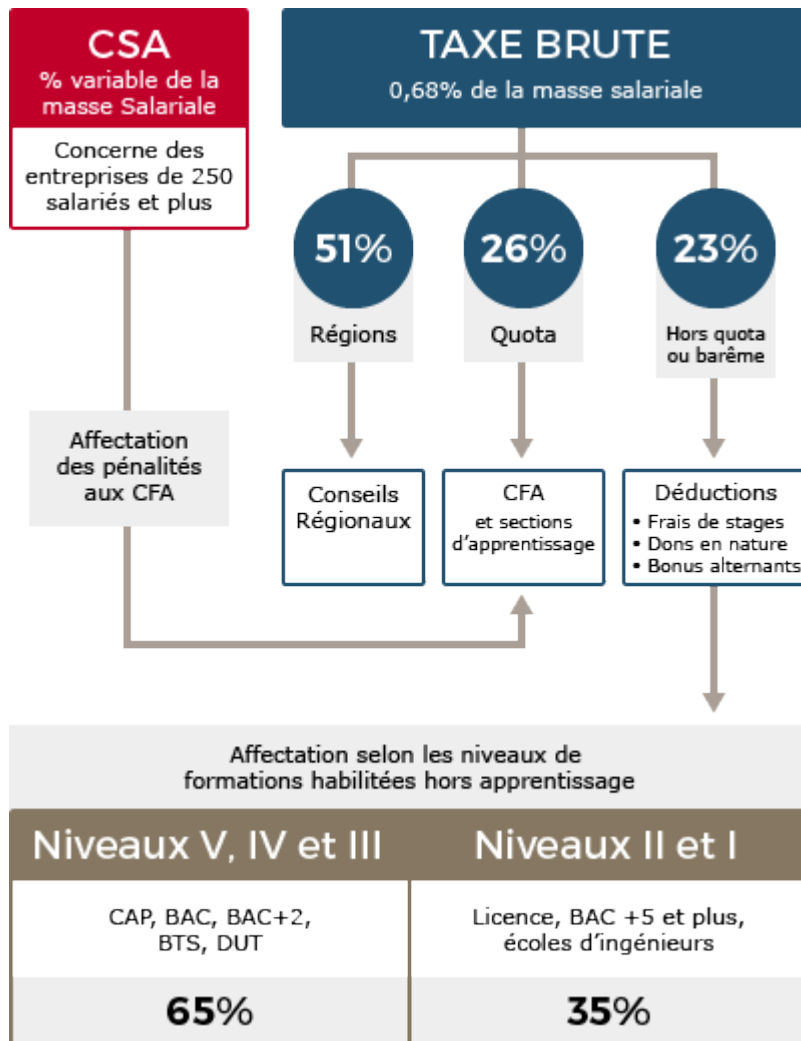 CSA
% variable de la
masse Salariale
Concerne des
entreprises de 250
salariés et plus
TAXE BRUTE
0,68% de la masse salariale
51%
Régions
26%
Quota
23%
Hors quota
ou barême
Affectation
des pénalités
aux CFA
Conseils
Régionaux
CFA
et sections
d'apprentissage
Déductions
• Frais de stages
• Dons en nature
• Bonus alternants
Affectation selon les niveaux de
formations habilitées hors apprentissage
Niveaux V, IV et III
CAP, BAC, BAC+2,
BTS, DUT
65%
Niveaux II et I
Licence, BAC +5 et plus,
écoles d'ingénieurs
35%